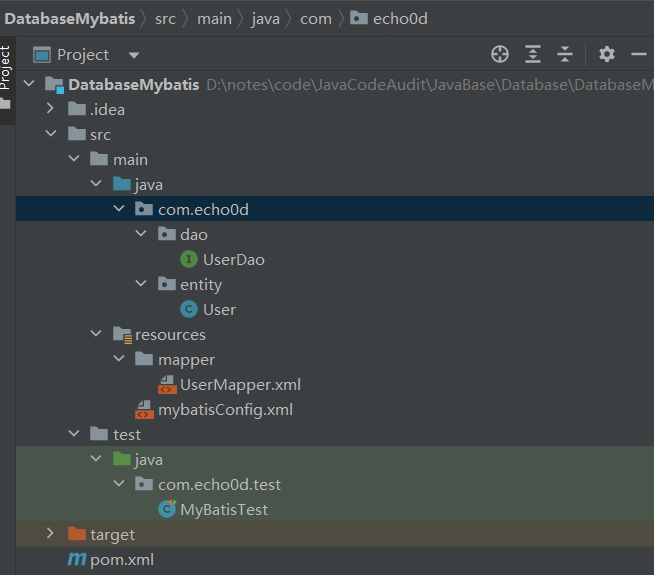 DatabaseMybatis src main java com echo0d
Project
Project
DatabaseMybatis D:\notes\code\JavaCodeAudit\JavaBase\Database\DatabaseM
.idea
src
main
java
com.echo0d
dao
I UserDao
entity
C User
resources
mapper
UserMapper.xml
mybatisConfig.xml
test
java
com.echo0d.test
C MyBatisTest
target
m pom.xml